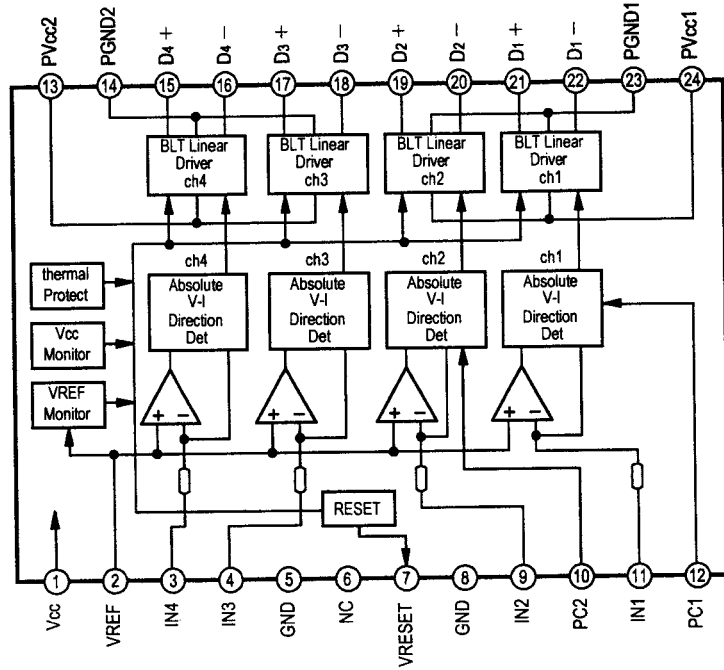 PVcc2
PGND2
D4 +
D4 –
D3 +
D3 –
D2 +
D2 –
D1 +
D1 –
PGND1
PVcc1
13
14
15
16
17
18
19
20
21
22
23
24
BLT Linear
Driver
ch4
BLT Linear
Driver
ch3
BLT Linear
Driver
ch2
BLT Linear
Driver
ch1
ch4
ch3
ch2
ch1
thermal
Protect
Vcc
Monitor
VREF
Monitor
Absolute
V-I
Direction
Det
Absolute
V-I
Direction
Det
Absolute
V-I
Direction
Det
Absolute
V-I
Direction
Det
+ –
+ –
+ –
+ –
RESET
1
2
3
4
5
6
7
8
9
10
11
12
Vcc
VREF
IN4
IN3
GND
NC
VRESET
GND
IN2
PC2
IN1
PC1